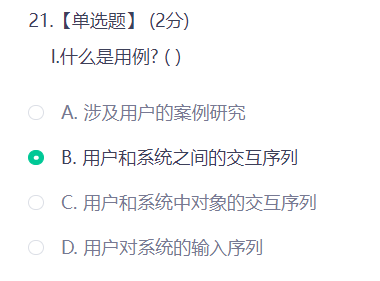 21.【单选题】 (2分)
I.什么是用例? ( )
A. 涉及用户的案例研究
B. 用户和系统之间的交互序列
C. 用户和系统中对象的交互序列
D. 用户对系统的输入序列